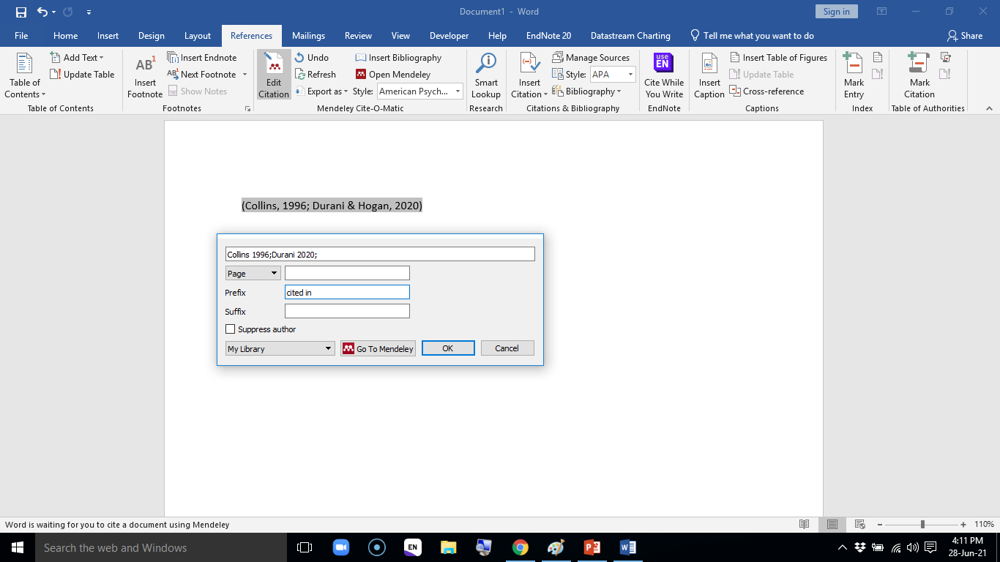 Document1 - Word
Sign in
File Home Insert Design Layout References Mailings Review View Developer Help EndNote 20 Datastream Charting Tell me what you want to do Share
Table of Contents
Add Text
Update Table
Table of Contents
AB1
Insert Footnote
Insert Endnote
AB1 Next Footnote
Show Notes
Footnotes
Edit Citation
Undo
Refresh
Export as
Insert Bibliography
Open Mendeley
Style: American Psych...
Mendeley Cite-O-Matic
Smart Lookup
Research
Insert Citation
Manage Sources
Style: APA
Bibliography
Citations & Bibliography
use EN
Cite While You Write
EndNote
Insert Caption
Insert Table of Figures
Update Table
Cross-reference
Captions
Mark Entry
Index
Mark Citation
Table of Authorities
(Collins, 1996; Durani & Hogan, 2020)
Collins 1996;Durani 2020;
Page
Prefix cited in
Suffix
Suppress author
My Library Go To Mendeley OK Cancel
Word is waiting for you to cite a document using Mendeley
110%
Search the web and Windows
EN
4:11 PM
28-Jun-21